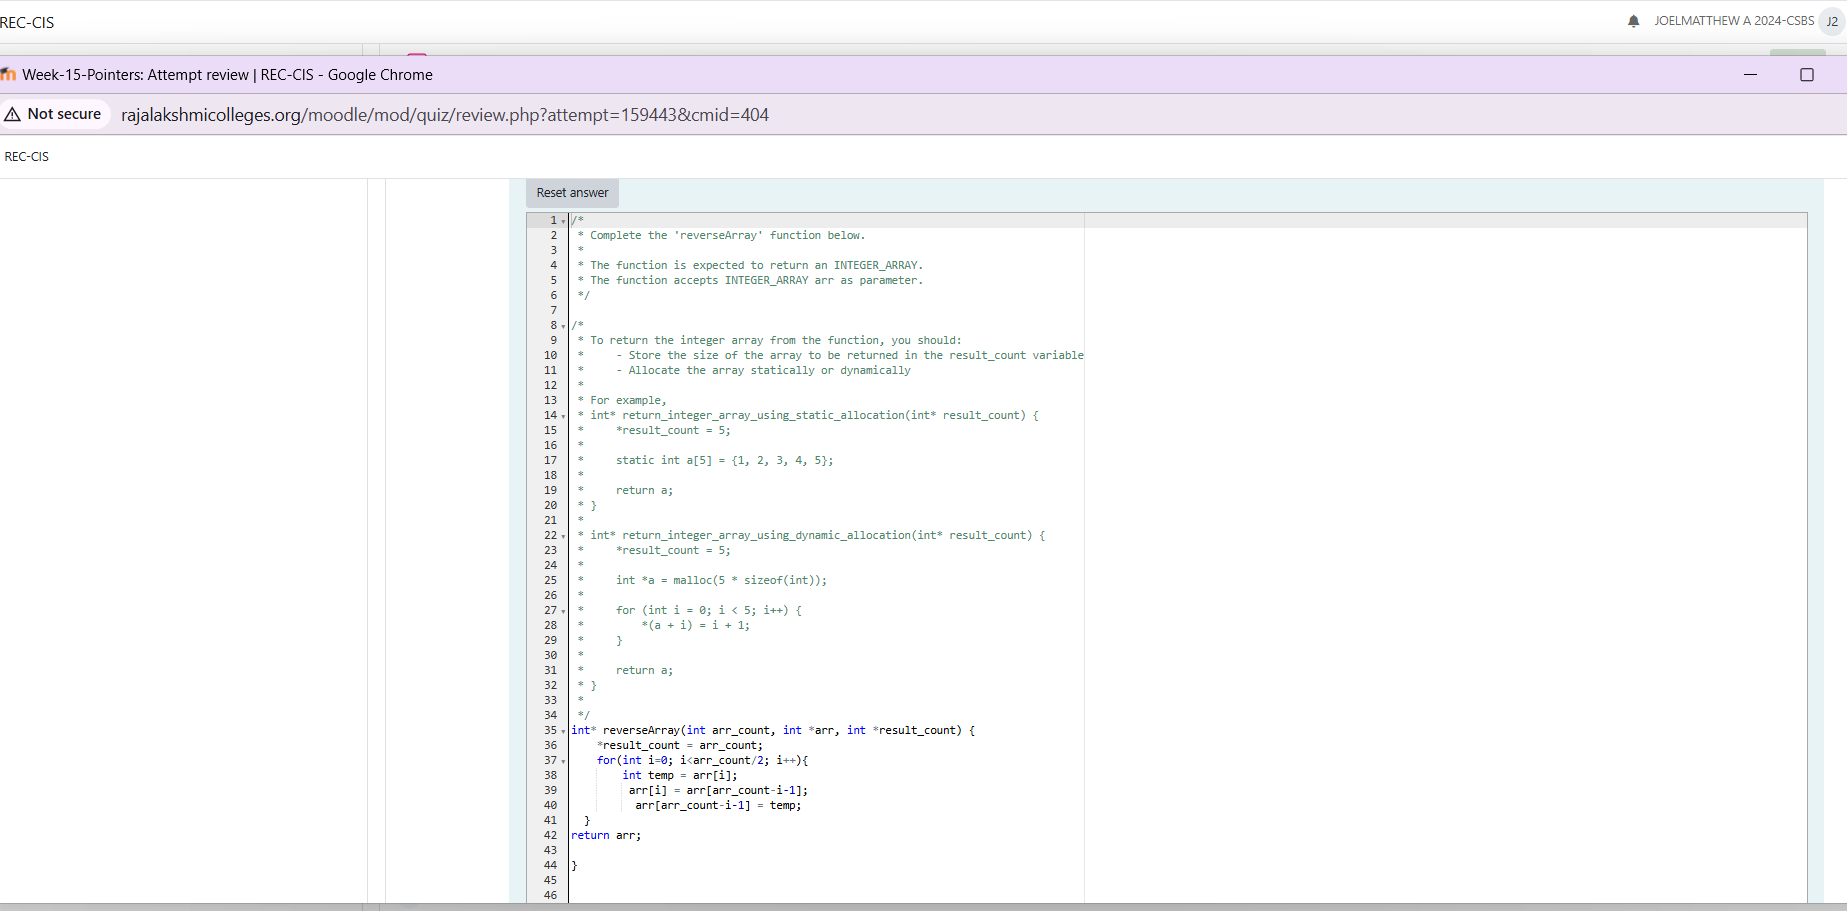 REC-CIS
JOELMATTHEW A 2024-CSBS J2
Week-15-Pointers: Attempt review | REC-CIS - Google Chrome
Not secure rajalakshmicolleges.org/moodle/mod/quiz/review.php?attempt=159443&cmid=404
REC-CIS
Reset answer
1 /*
2 * Complete the 'reverseArray' function below.
3 *
4 * The function is expected to return an INTEGER_ARRAY.
5 * The function accepts INTEGER_ARRAY arr as parameter.
6 */
7
8 /*
9 * To return the integer array from the function, you should:
10 * - Store the size of the array to be returned in the result_count variable
11 * - Allocate the array statically or dynamically
12 *
13 * For example,
14 * int* return_integer_array_using_static_allocation(int* result_count) {
15 * *result_count = 5;
16 *
17 * static int a[5] = {1, 2, 3, 4, 5};
18 *
19 * return a;
20 * }
21 *
22 * int* return_integer_array_using_dynamic_allocation(int* result_count) {
23 * *result_count = 5;
24 *
25 * int *a = malloc(5 * sizeof(int));
26 *
27 * for (int i = 0; i < 5; i++) {
28 * *(a + i) = i + 1;
29 * }
30 *
31 * return a;
32 * }
33 *
34 */
35 int* reverseArray(int arr_count, int *arr, int *result_count) {
36 *result_count = arr_count;
37 for(int i=0; i<arr_count/2; i++){
38 int temp = arr[i];
39 arr[i] = arr[arr_count-i-1];
40 arr[arr_count-i-1] = temp;
41 }
42 return arr;
43
44 }
45
46